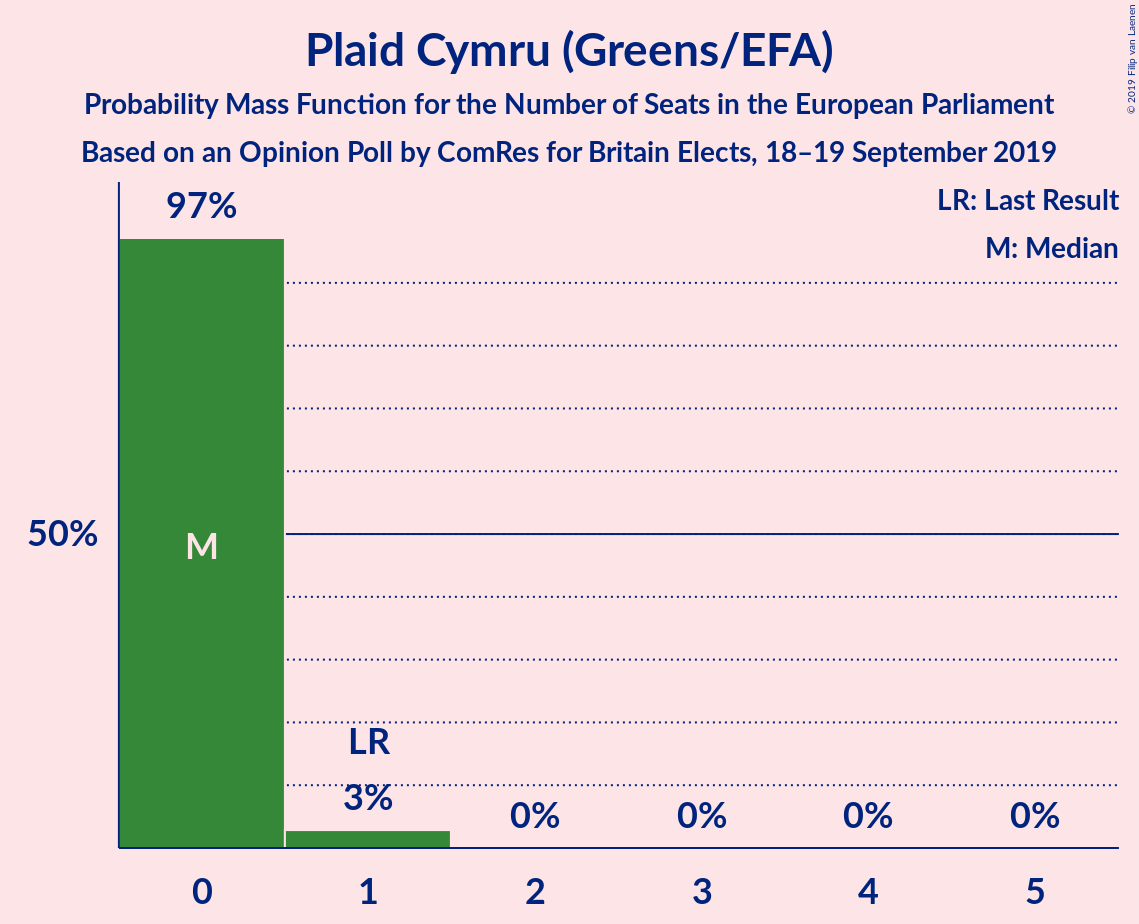 Plaid Cymru (Greens/EFA)
Probability Mass Function for the Number of Seats in the European Parliament
Based on an Opinion Poll by ComRes for Britain Elects, 18–19 September 2019
© 2019 Filip van Laenen
LR: Last Result
M: Median
97%
50%
M
LR
3%
0%
0%
0%
0%
0
1
2
3
4
5